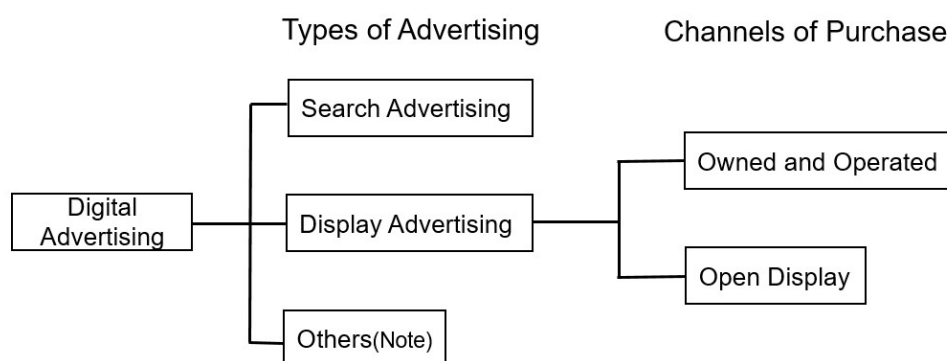 Types of Advertising
Channels of Purchase
Search Advertising
Owned and Operated
Digital
Advertising
Display Advertising
Open Display
Others(Note)